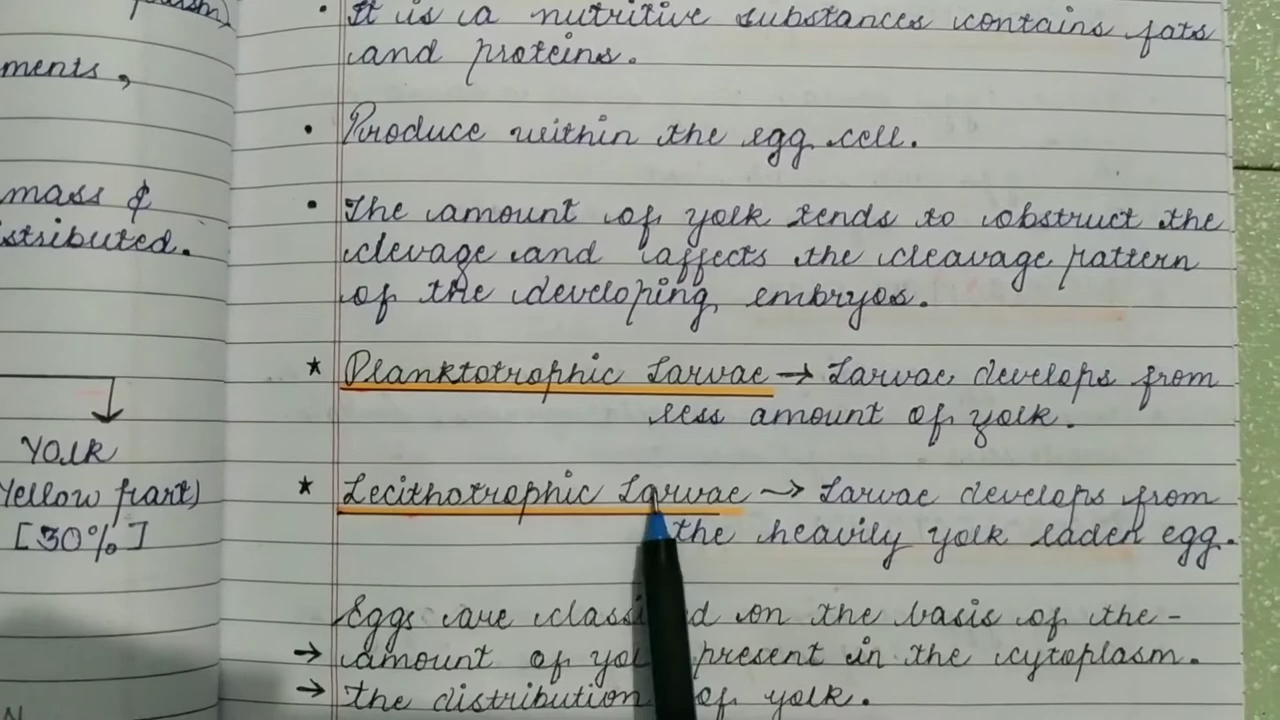 ments,
mass &
stributed.
YOLK
Yellow part)
[30%]
• It is a nutritive substances contains fats
and proteins.
• Produce within the egg cell.
• The amount of yolk tends to obstruct the
clevage and affects the cleavage pattern
of the developing embryos.
★ Planktotrophic Larvae → Larvae develops from
less amount of yolk.
★ Lecithotrophic Larvae → Larvae develops from
the heavily yolk laden egg.
Eggs are classi d on the basis of the -
→ amount of yol present in the cytoplasm.
→ the distribution of yolk.